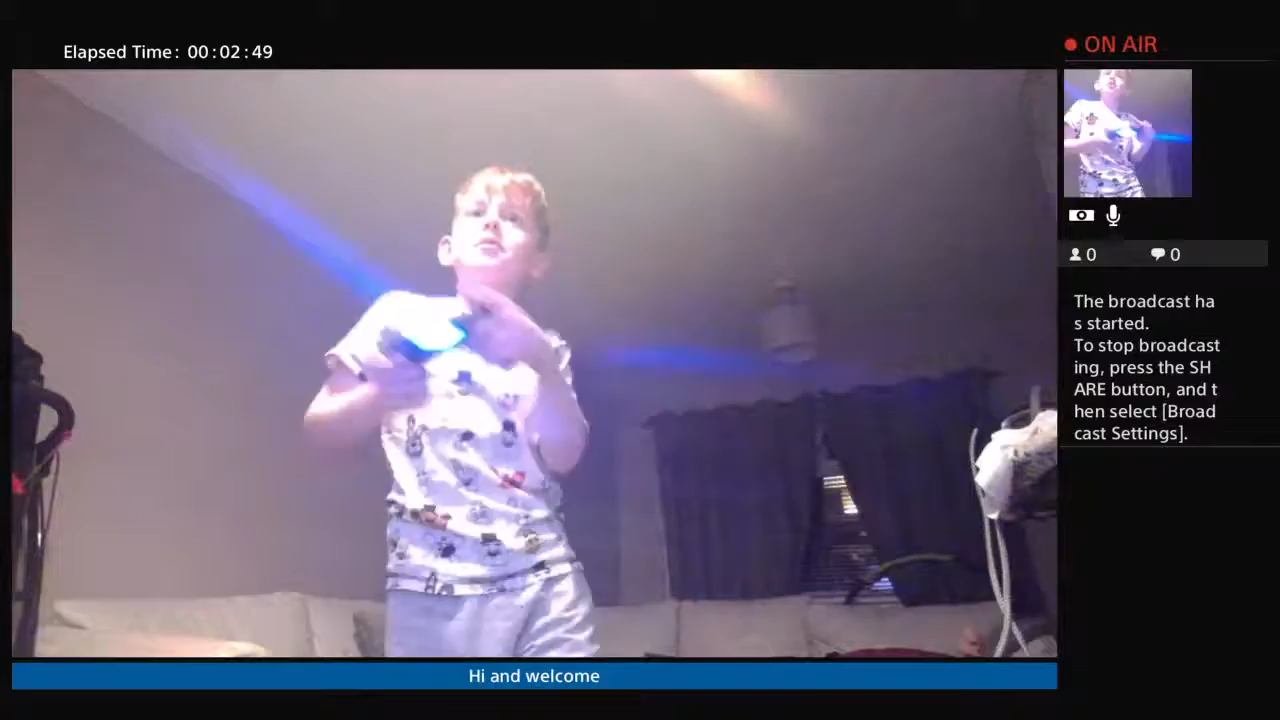 Elapsed Time: 00:02:49
ON AIR
0
0
The broadcast ha
s started.
To stop broadcast
ing, press the SH
ARE button, and t
hen select [Broad
cast Settings].
Hi and welcome